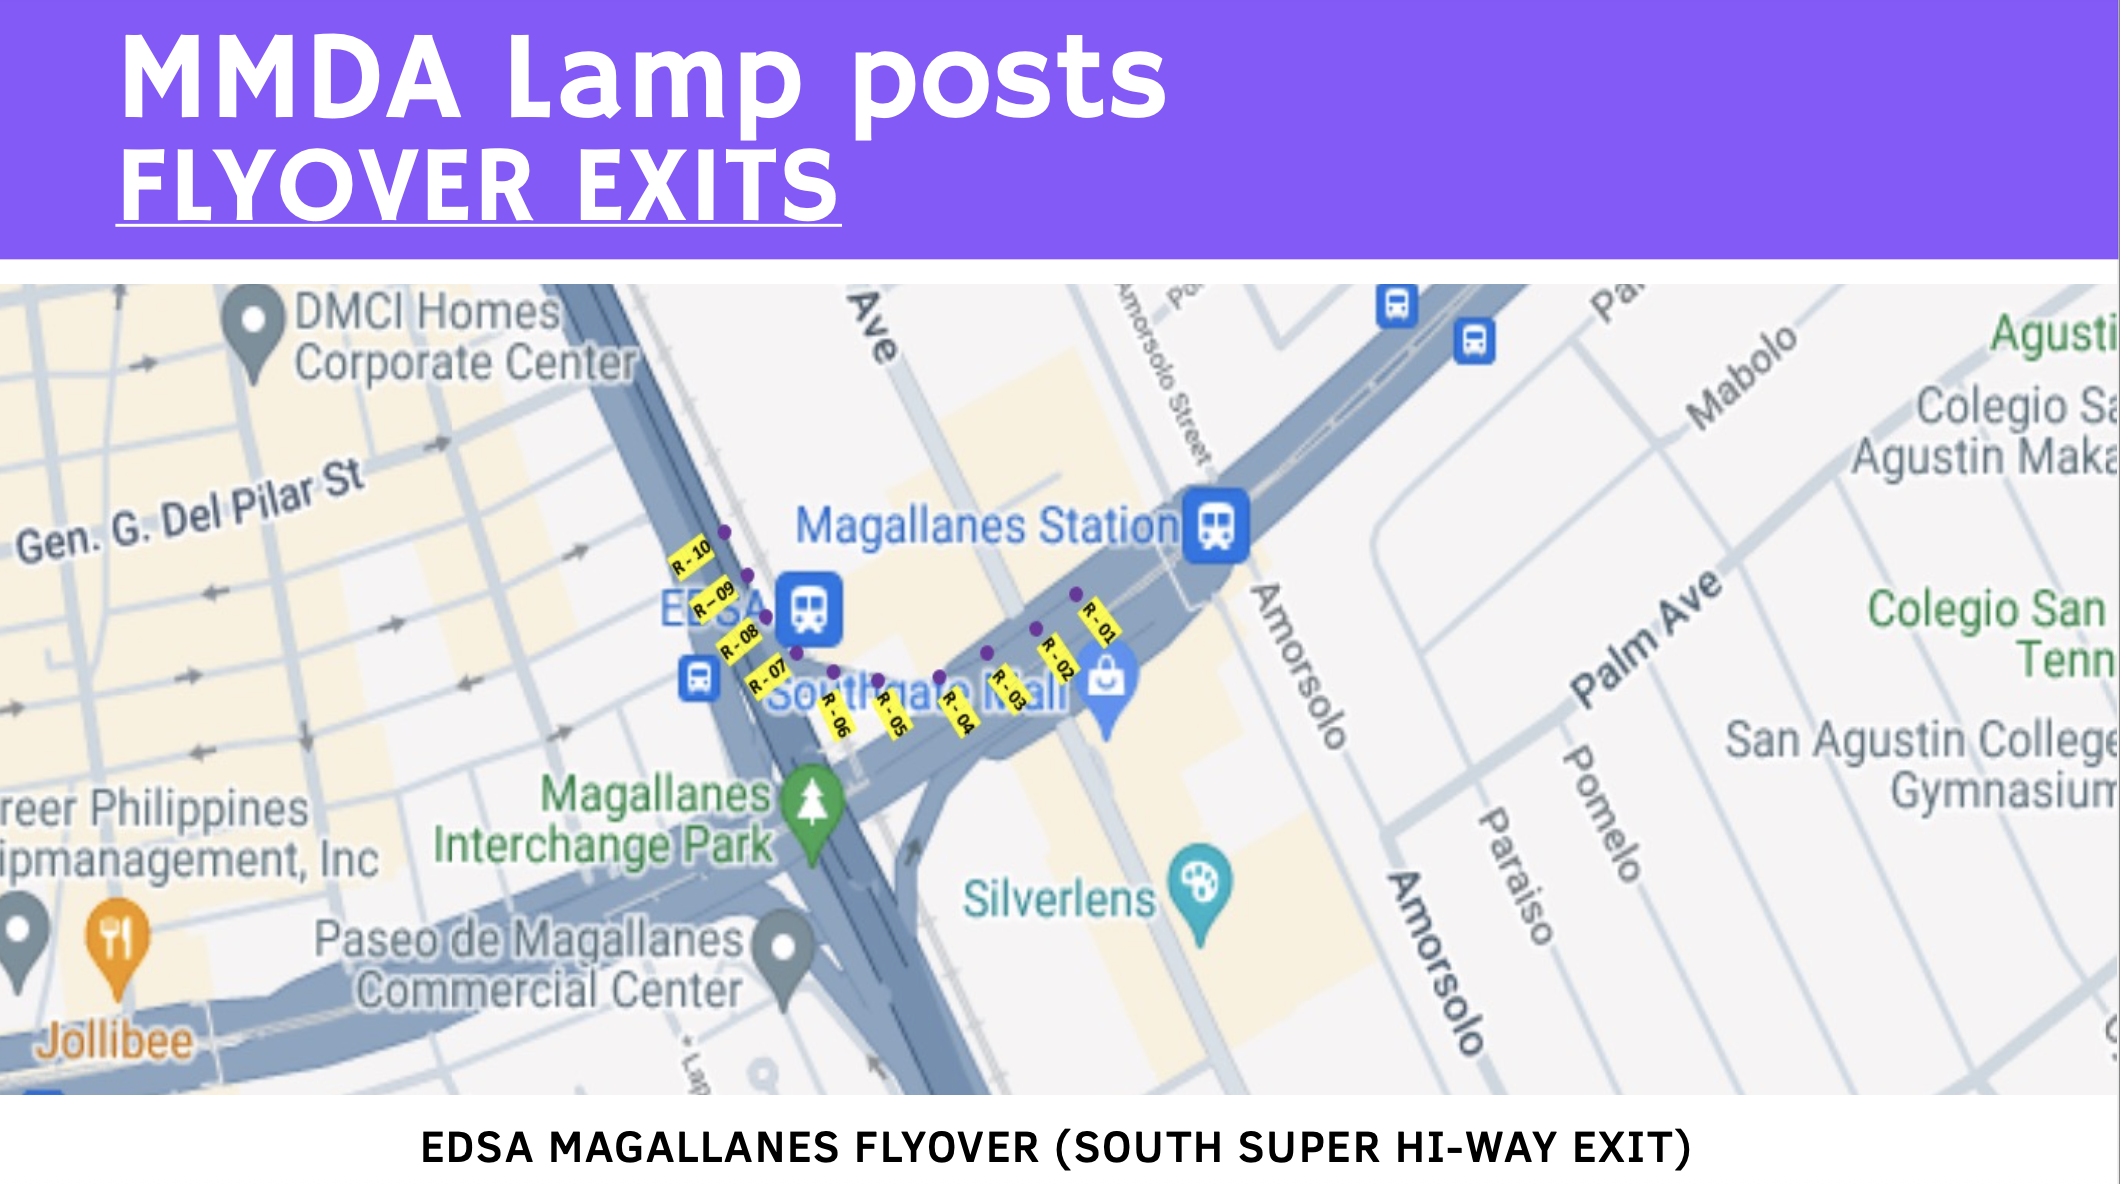 MMDA Lamp posts
FLYOVER EXITS
DMCI Homes
Corporate Center
Ave
Amorsolo Street
Mabolo
Agusti
Colegio Sa
Agustin Maka
Gen. G. Del Pilar St
Magallanes Station
EDSA
R - 10
R - 09
R - 08
R - 07
R - 06
R - 05
R - 04
R - 03
R - 02
R - 01
Southgate Mall
Amorsolo
Palm Ave
Colegio San
Tenn
San Agustin College
Gymnasium
Magallanes
Interchange Park
reer Philippines
ipmanagement, Inc
Pomelo
Paraiso
Silverlens
Amorsolo
Paseo de Magallanes
Commercial Center
Jollibee
Lap
EDSA MAGALLANES FLYOVER (SOUTH SUPER HI-WAY EXIT)